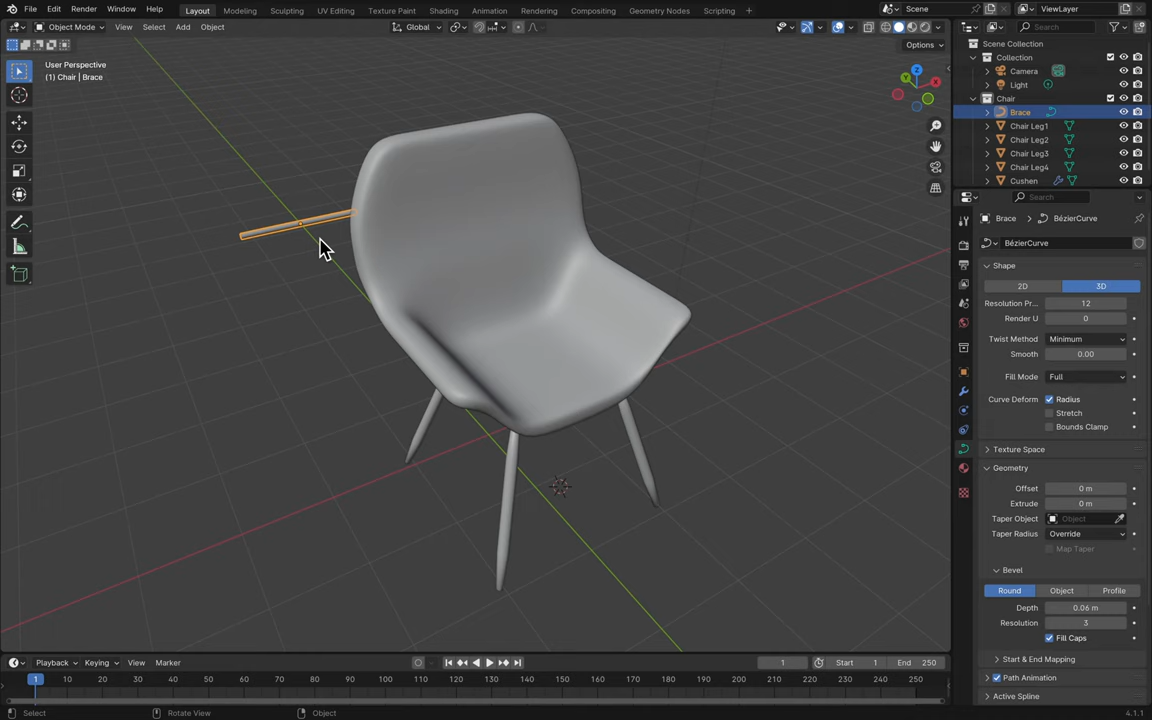 File Edit Render Window Help Layout Modeling Sculpting UV Editing Texture Paint Shading Animation Rendering Compositing Geometry Nodes Scripting + Scene ViewLayer
Object Mode View Select Add Object Global Search
Options
User Perspective
(1) Chair | Brace
Z
Y
X
Scene Collection
Collection
Camera
Light
Chair
Brace
Chair Leg1
Chair Leg2
Chair Leg3
Chair Leg4
Cushen
Search
Brace BézierCurve
BézierCurve
Shape
2D 3D
Resolution Pr... 12
Render U 0
Twist Method Minimum
Smooth 0.00
Fill Mode Full
Curve Deform Radius
Stretch
Bounds Clamp
Texture Space
Geometry
Offset 0 m
Extrude 0 m
Taper Object Object
Taper Radius Override
Map Taper
Bevel
Round Object Profile
Depth 0.06 m
Resolution 3
Fill Caps
Start & End Mapping
Path Animation
Active Spline
Playback Keying View Marker 1 Start 1 End 250
1 10 20 30 40 50 60 70 80 90 100 110 120 130 140 150 160 170 180 190 200 210 220 230 240 250
Select Rotate View Object 4.1.1